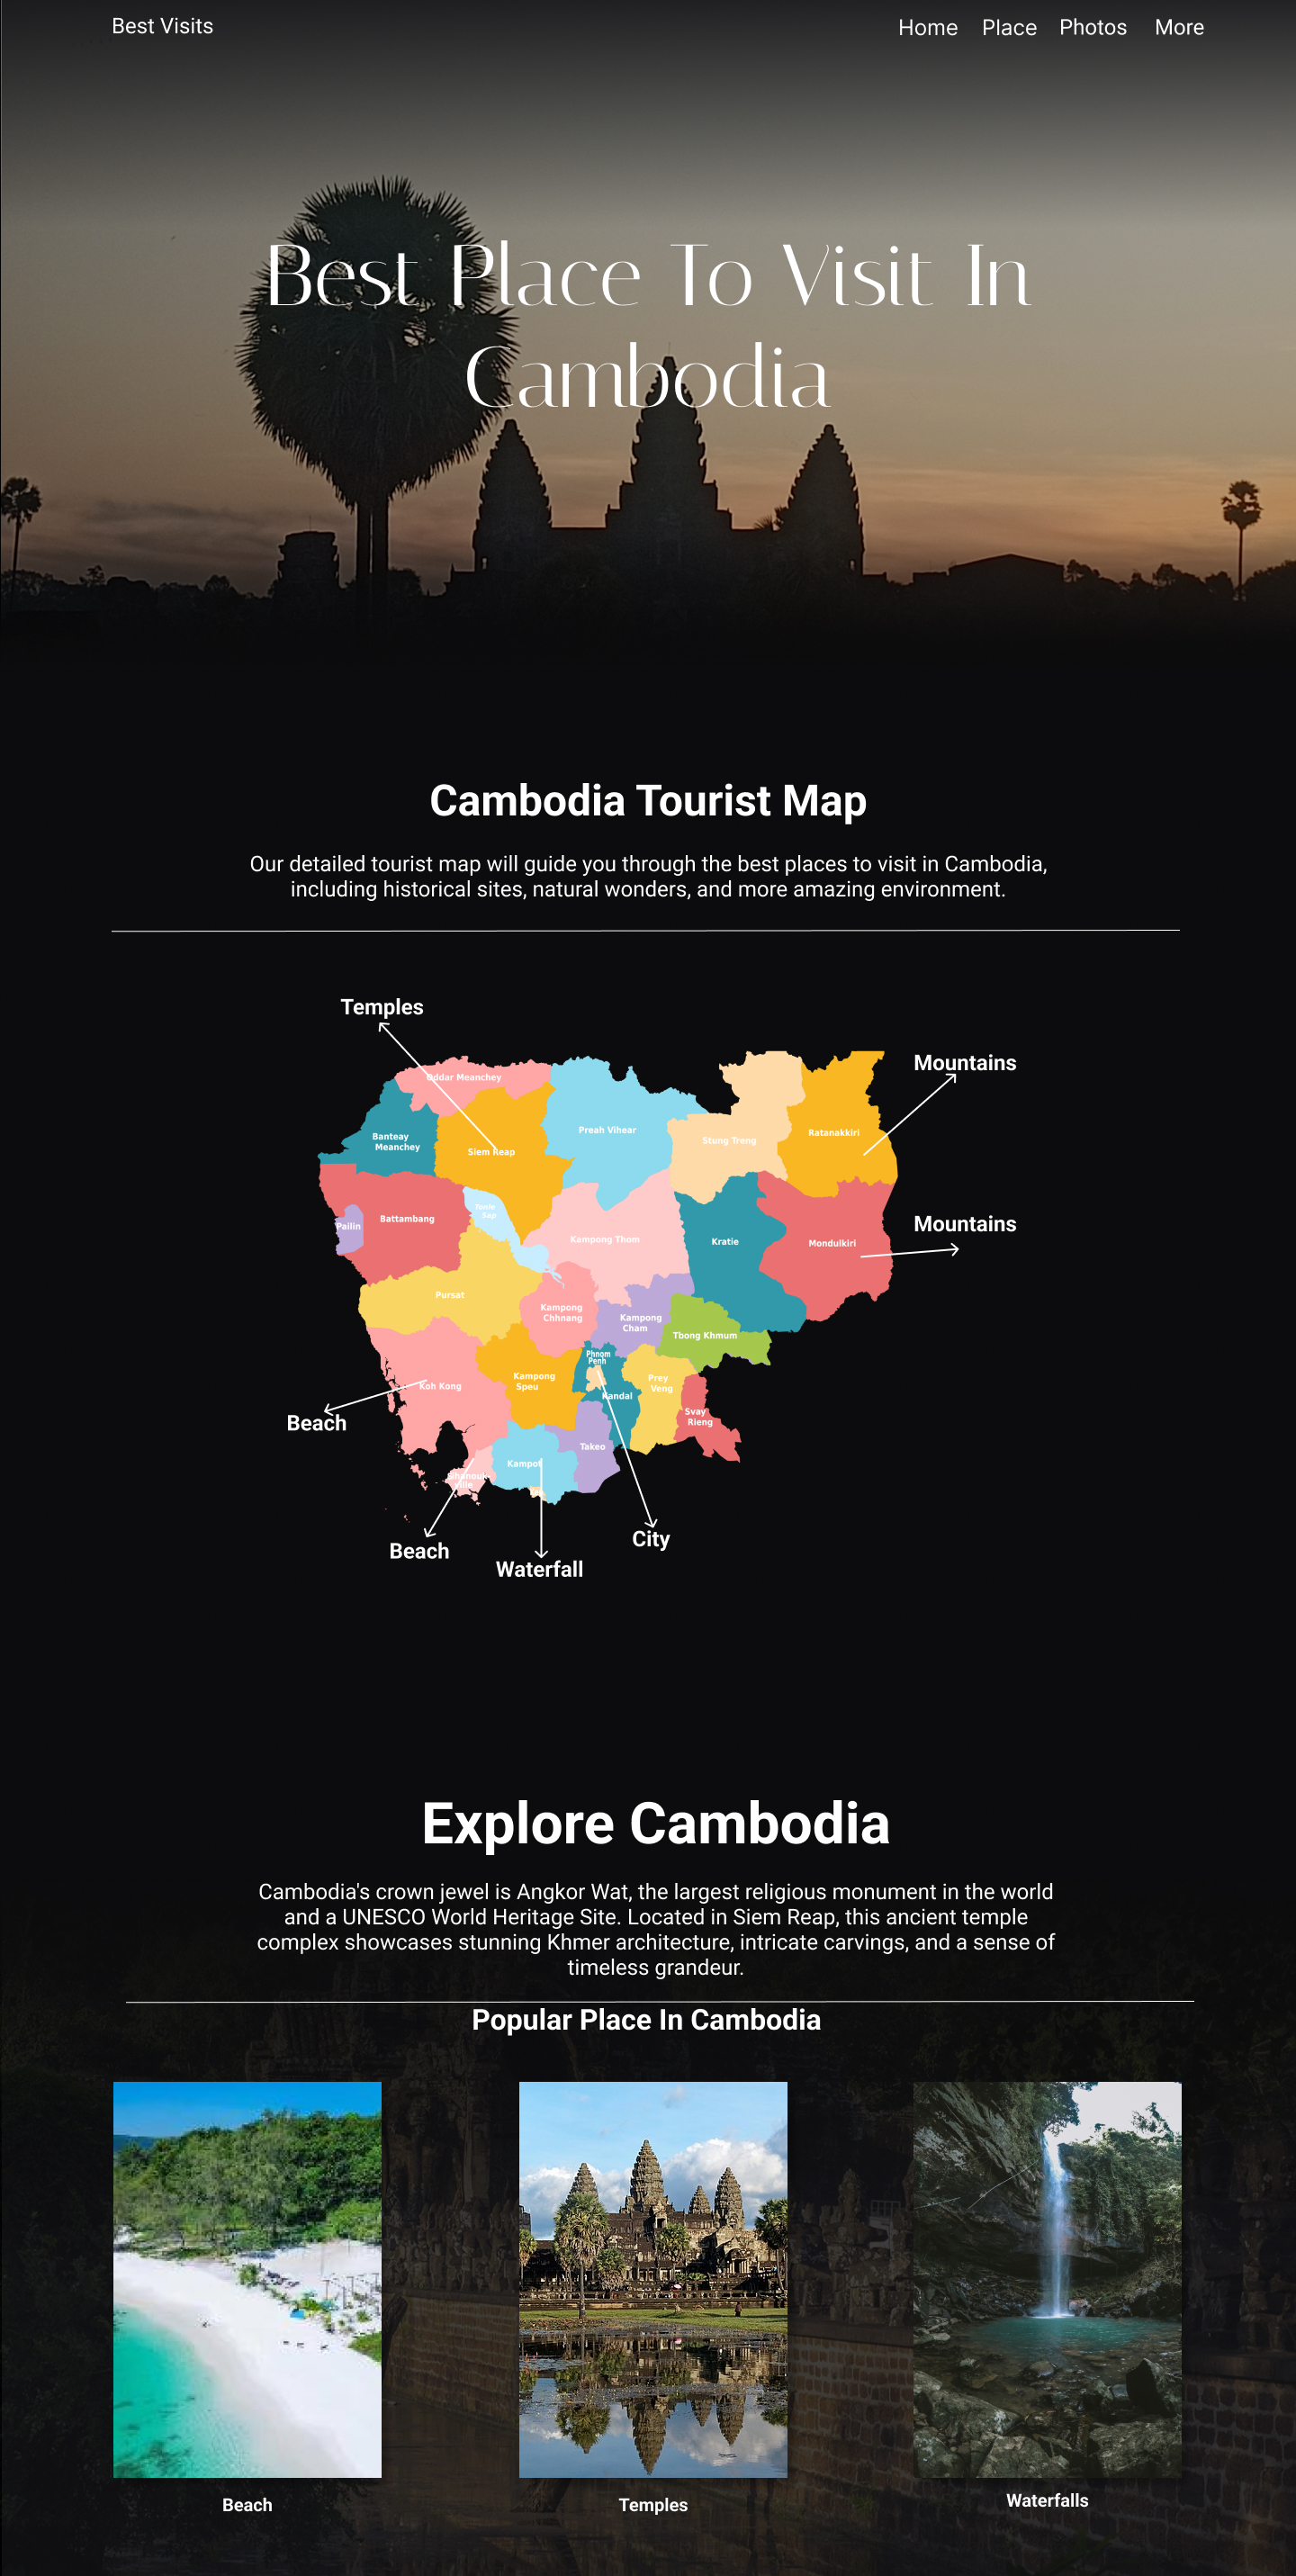 Best Visits
Home Place Photos More
Best Place To Visit In
Cambodia
Cambodia Tourist Map
Our detailed tourist map will guide you through the best places to visit in Cambodia,
including historical sites, natural wonders, and more amazing environment.
Temples
Mountains
Oddar Meanchey
Banteay
Meanchey
Siem Reap
Preah Vihear
Stung Treng
Ratanakkiri
Mountains
Tonle
Sap
Pailin
Battambang
Kampong Thom
Kratie
Mondulkiri
Pursat
Kampong
Chhnang
Kampong
Cham
Tbong Khmum
Phnom
Penh
Koh Kong
Kampong
Speu
Kandal
Prey
Veng
Svay
Rieng
Beach
Takeo
Kampot
Sihanouk-
ville
Beach
Waterfall
City
Explore Cambodia
Cambodia's crown jewel is Angkor Wat, the largest religious monument in the world
and a UNESCO World Heritage Site. Located in Siem Reap, this ancient temple
complex showcases stunning Khmer architecture, intricate carvings, and a sense of
timeless grandeur.
Popular Place In Cambodia
Beach
Temples
Waterfalls